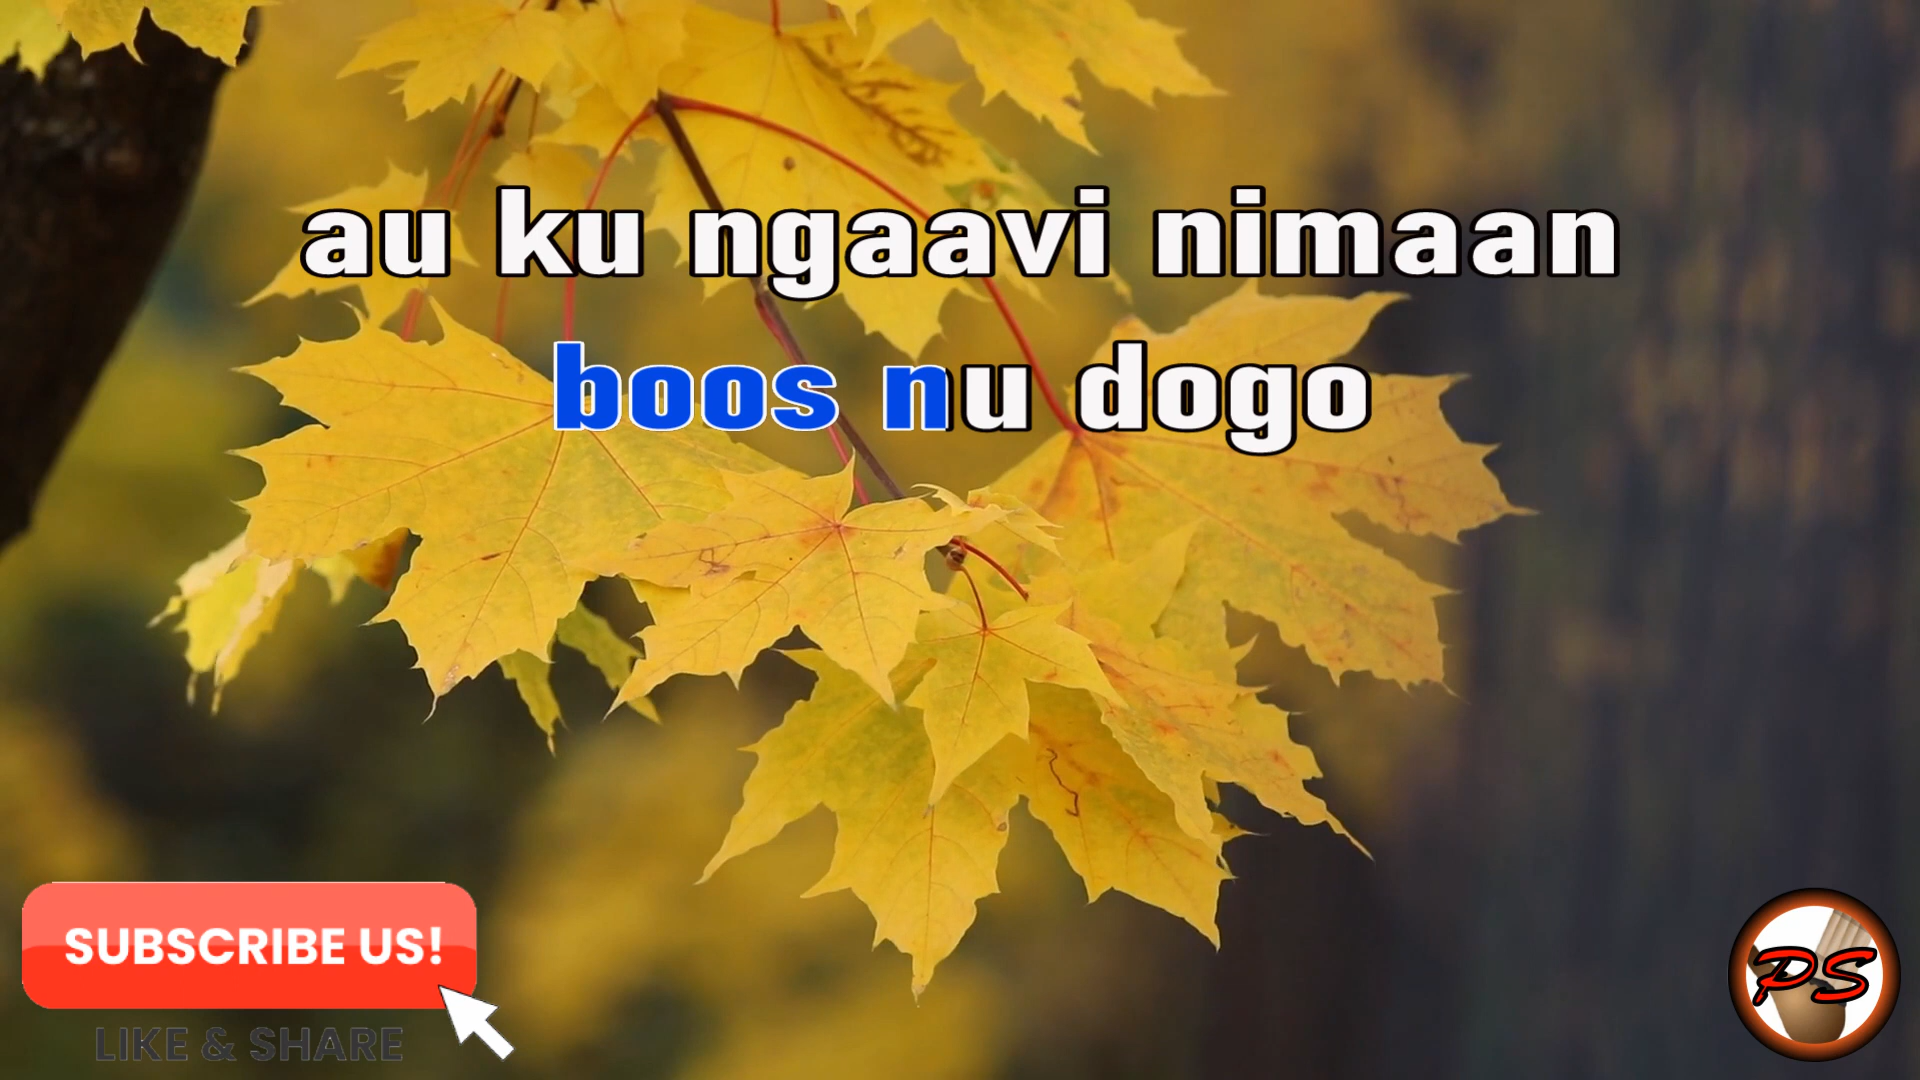 au ku ngaavi nimaan
boos nu dogo
SUBSCRIBE US!
LIKE & SHARE
PS